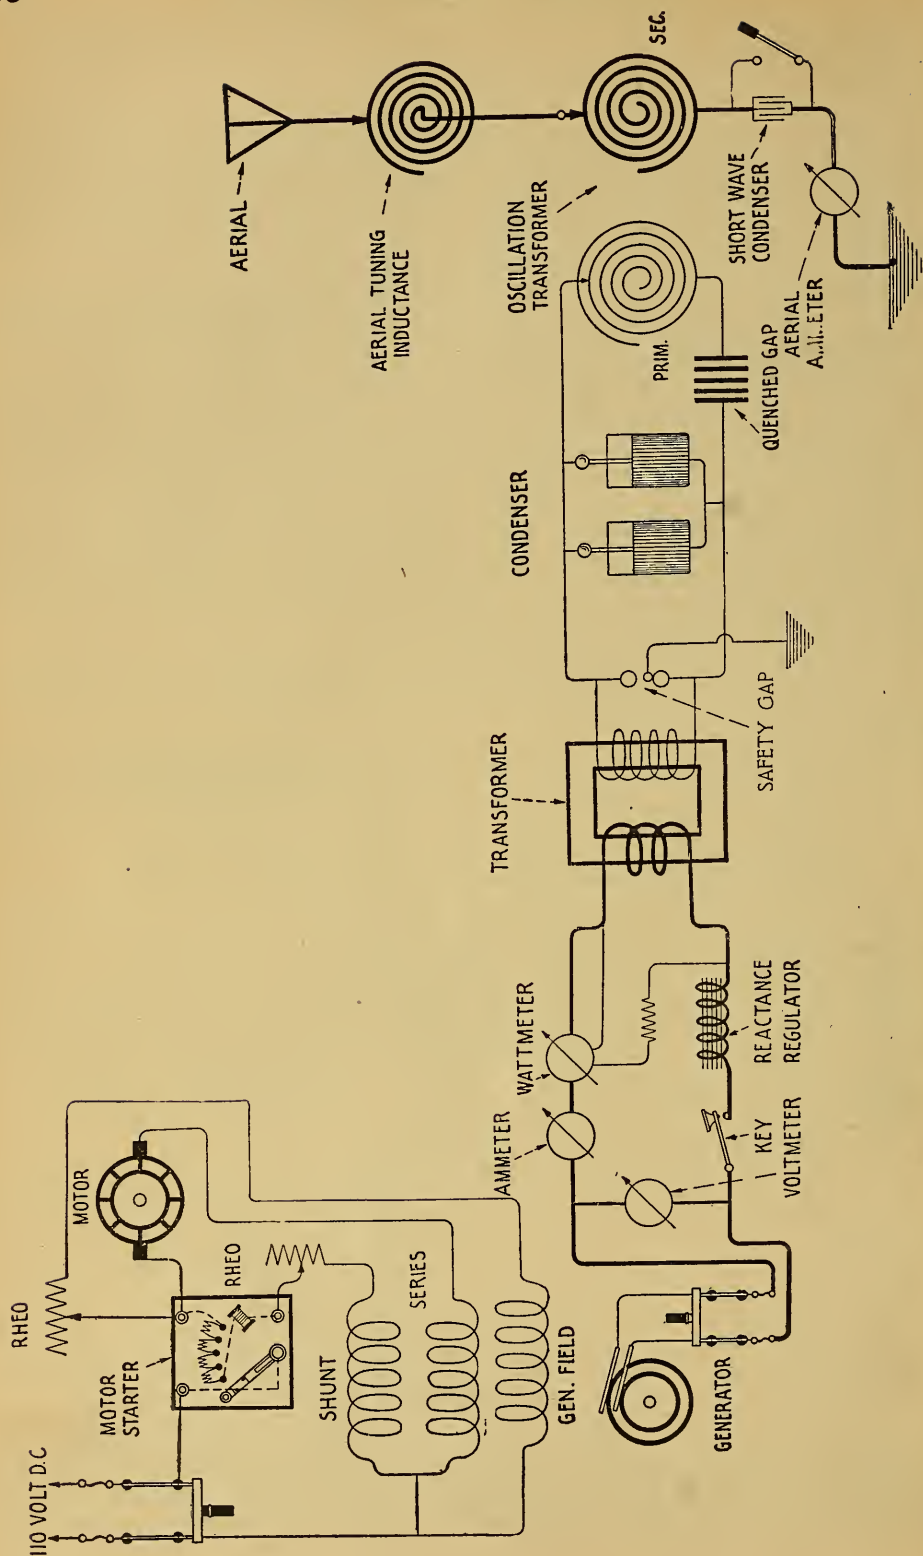 110 VOLT D.C
MOTOR
STARTER
RHEO
MOTOR
RHEO
SHUNT
SERIES
GEN. FIELD
GENERATOR
AMMETER
WATTMETER
VOLTMETER
KEY
REACTANCE
REGULATOR
TRANSFORMER
SAFETY GAP
CONDENSER
QUENCHED GAP
PRIM.
OSCILLATION
TRANSFORMER
SEC.
AERIAL
AERIAL TUNING
INDUCTANCE
SHORT WAVE
CONDENSER
AERIAL